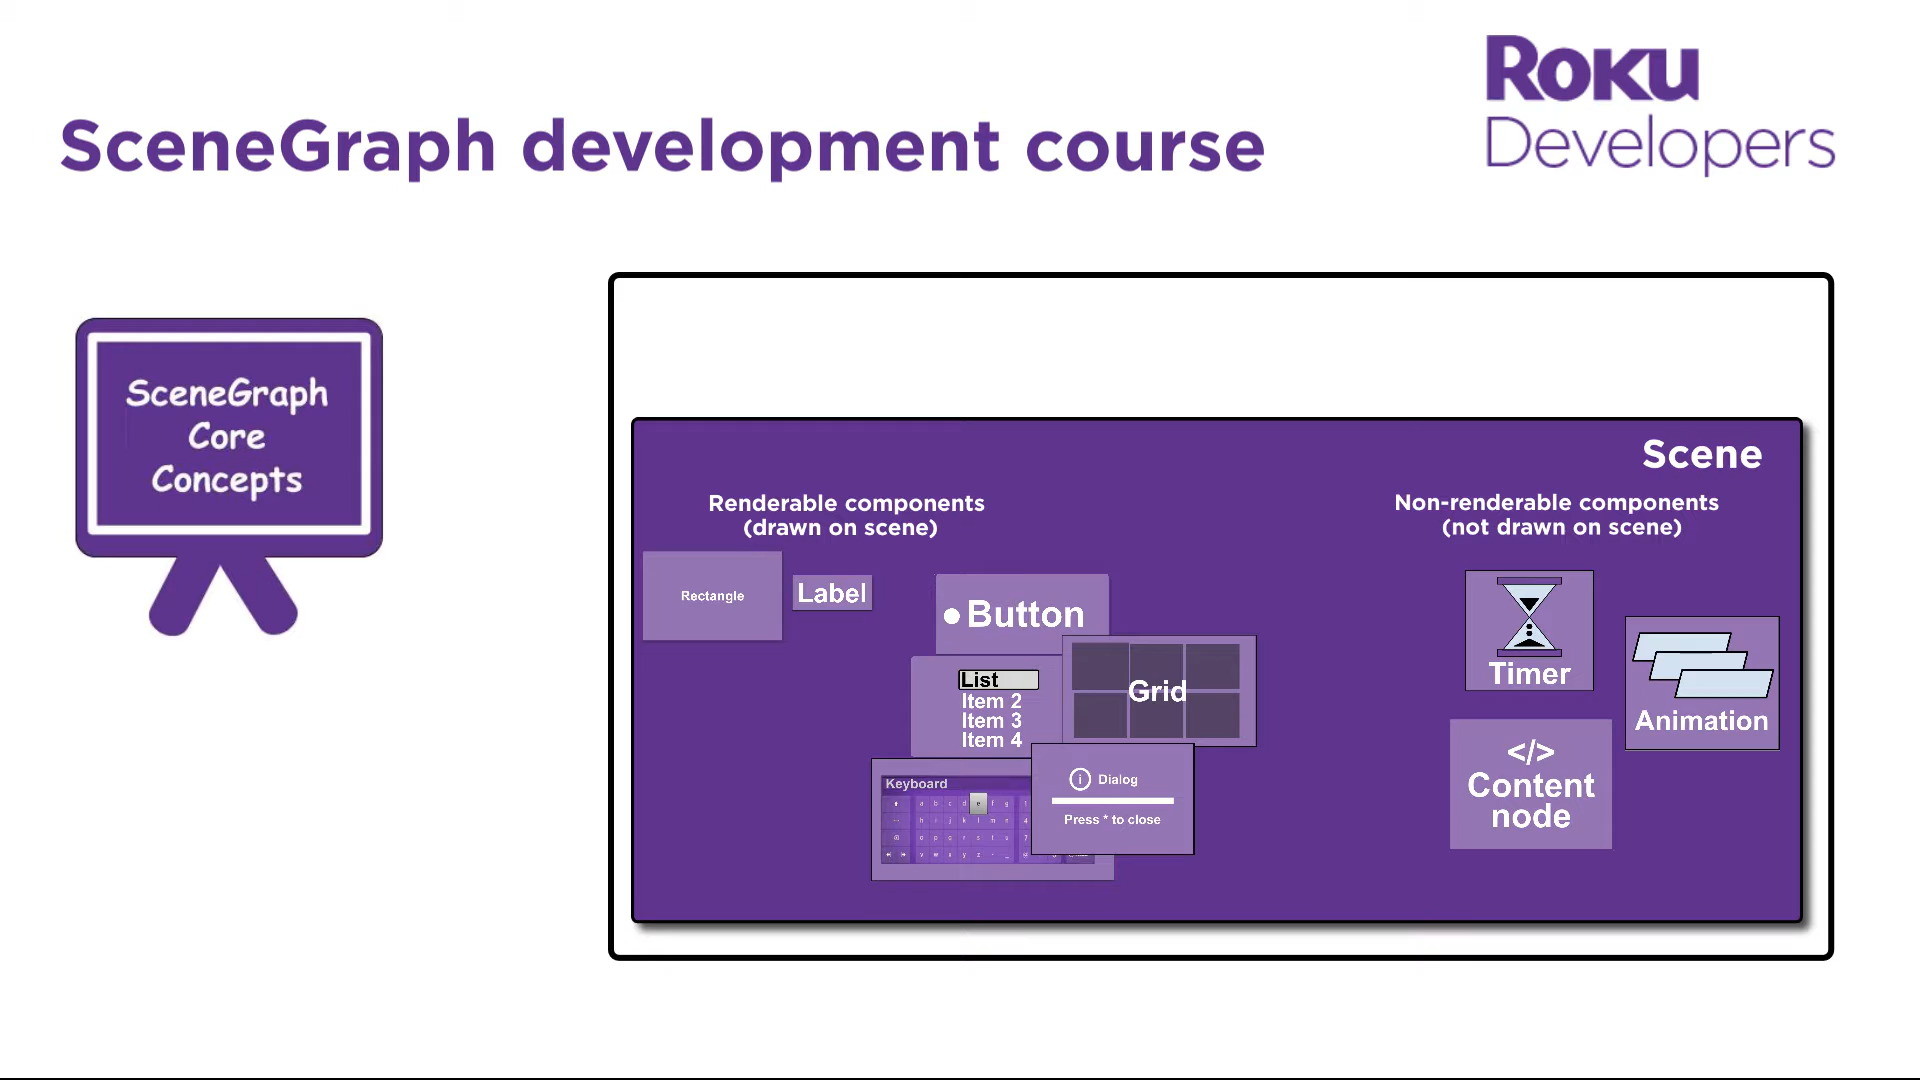 SceneGraph development course
Roku
Developers
SceneGraph
Core
Concepts
Scene
Renderable components
(drawn on scene)
Non-renderable components
(not drawn on scene)
Rectangle
Label
Button
List
Item 2
Item 3
Item 4
Grid
Keyboard
a b c d e f g
h i j k l m n
o p q r s t u
v w x y z - _
i Dialog
Press * to close
Timer
Animation
</>
Content
node